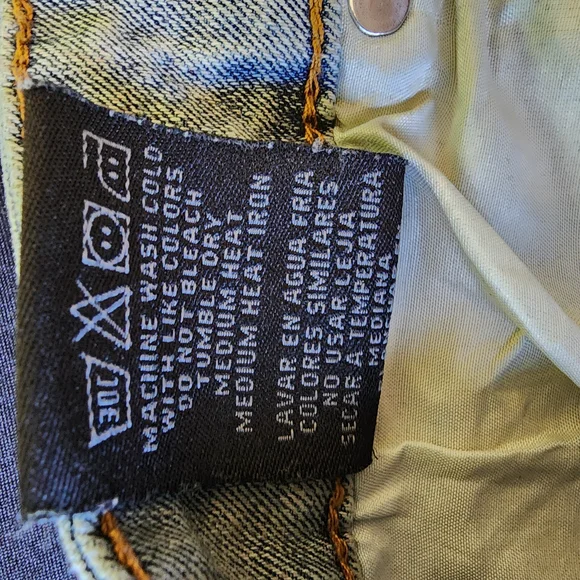 30C
MACHINE WASH COLD
WITH LIKE COLORS
DO NOT BLEACH
TUMBLE DRY
MEDIUM HEAT
MEDIUM HEAT IRON
LAVAR EN AGUA FRIA
COLORES SIMILARES
NO USAR CEJIA
SECAR A TEMPERATURA
MEDIANA